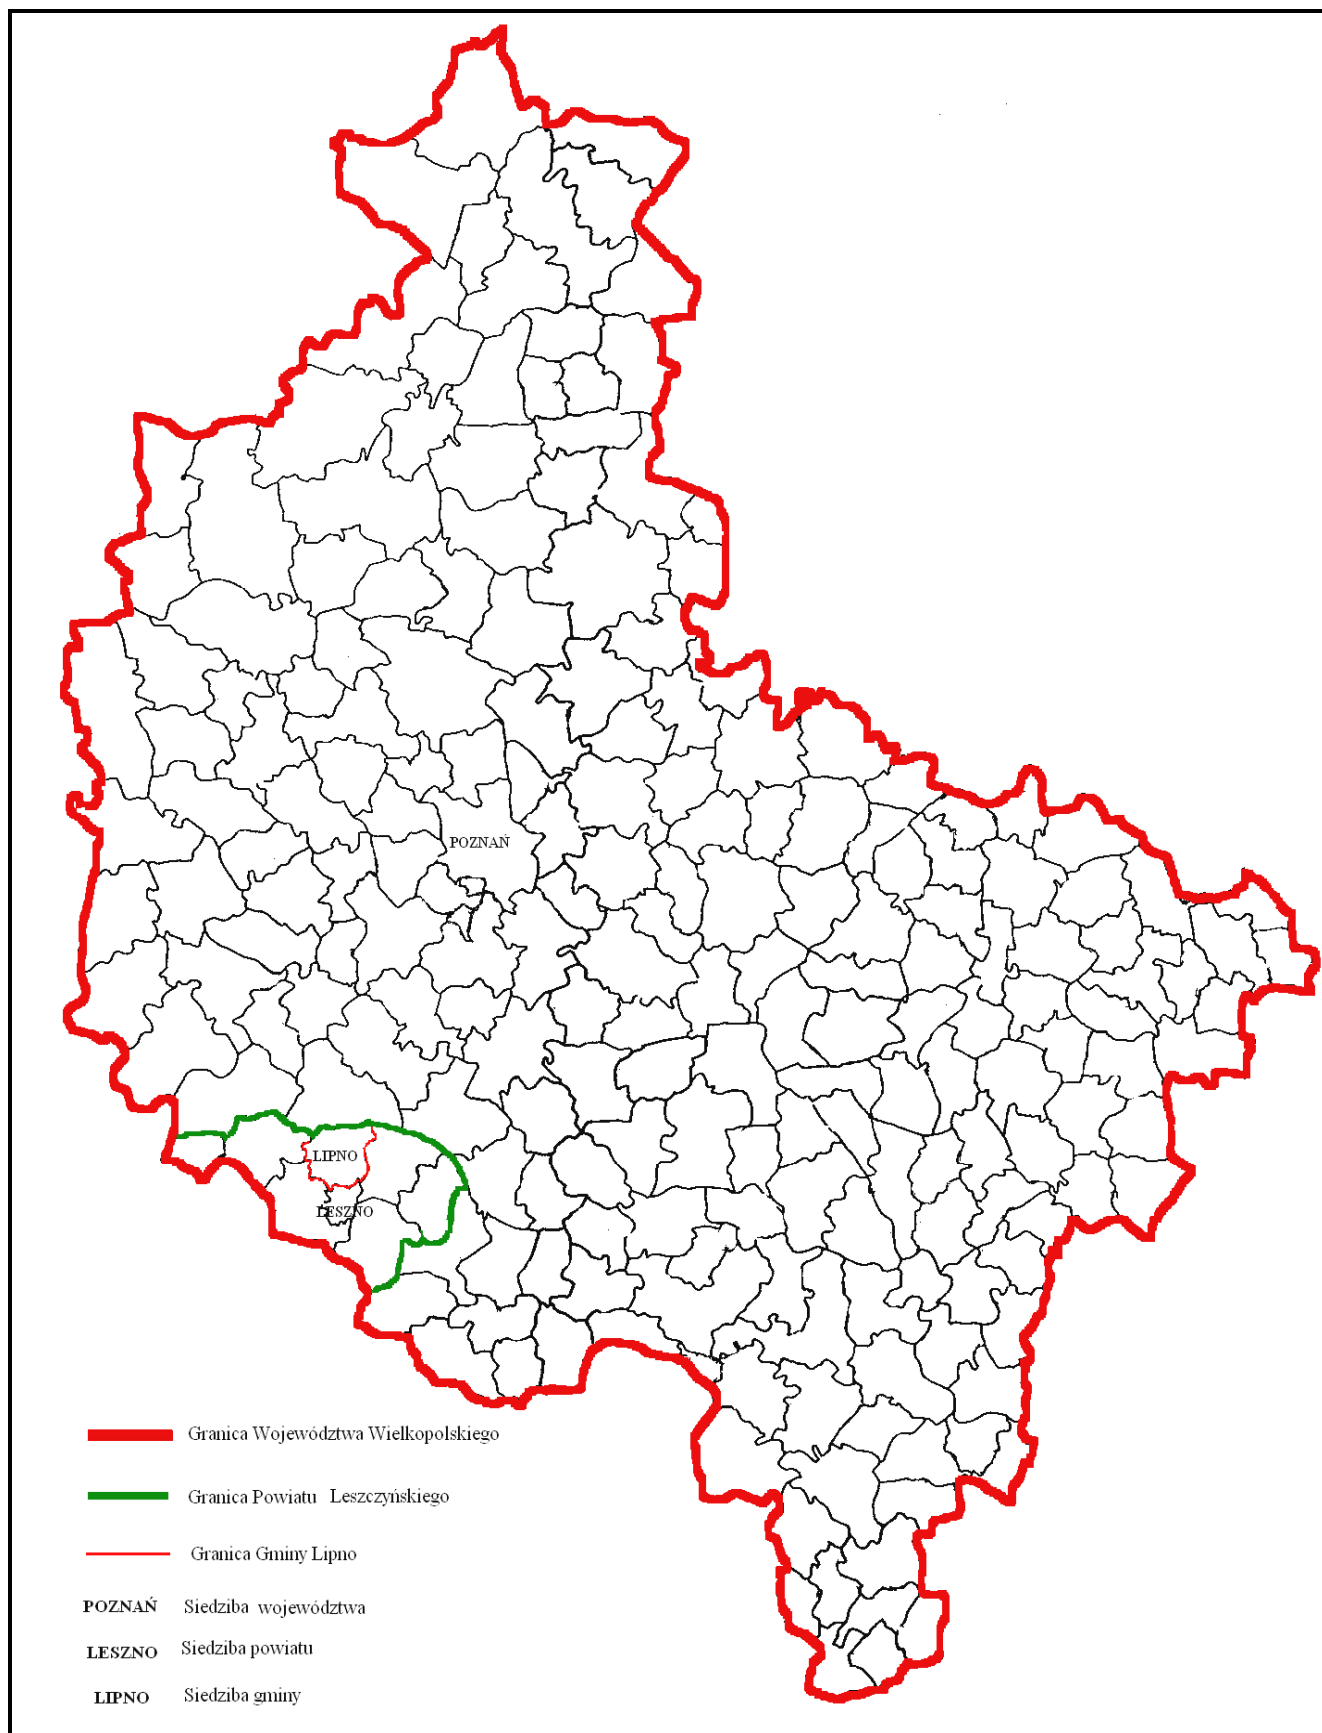 POZNAŃ
LIPNO
LESZNO
Granica Województwa Wielkopolskiego
Granica Powiatu Leszczyńskiego
Granica Gminy Lipno
POZNAŃ Siedziba województwa
LESZNO Siedziba powiatu
LIPNO Siedziba gminy